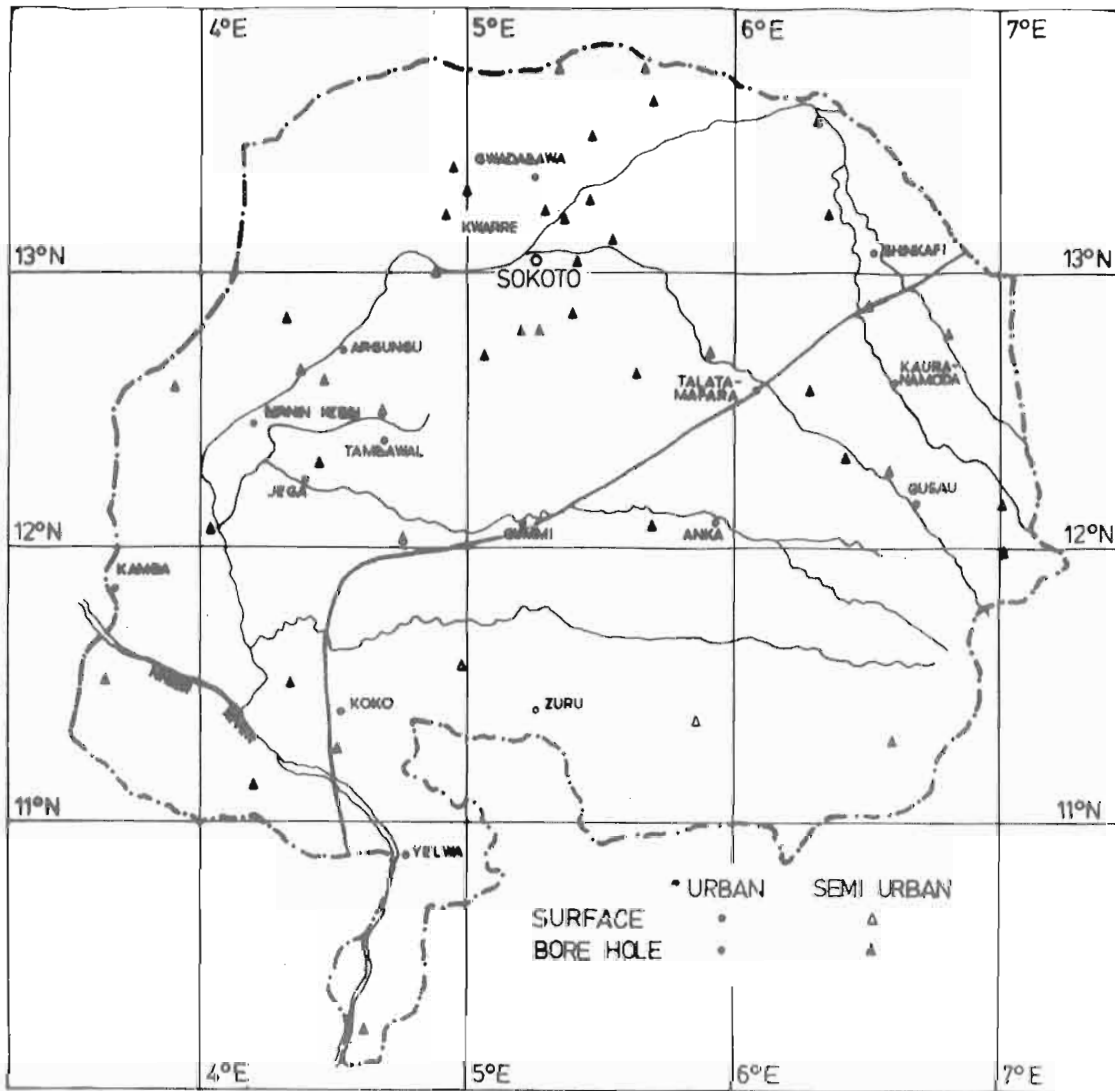 4°E 5°E 6°E 7°E
GWADABAWA
KWARRE
13°N 13°N
SHINKAFI
SOKOTO
ARGUNGU
KAURA-
NAMODA
TALATA-
MAFARA
TAMBAWAL
JEGA
GUSAU
GUMMI
ANKA
12°N 12°N
KAMBA
KOKO
ZURU
11°N 11°N
YELWA
URBAN SEMI URBAN
SURFACE
BORE HOLE
4°E 5°E 6°E 7°E